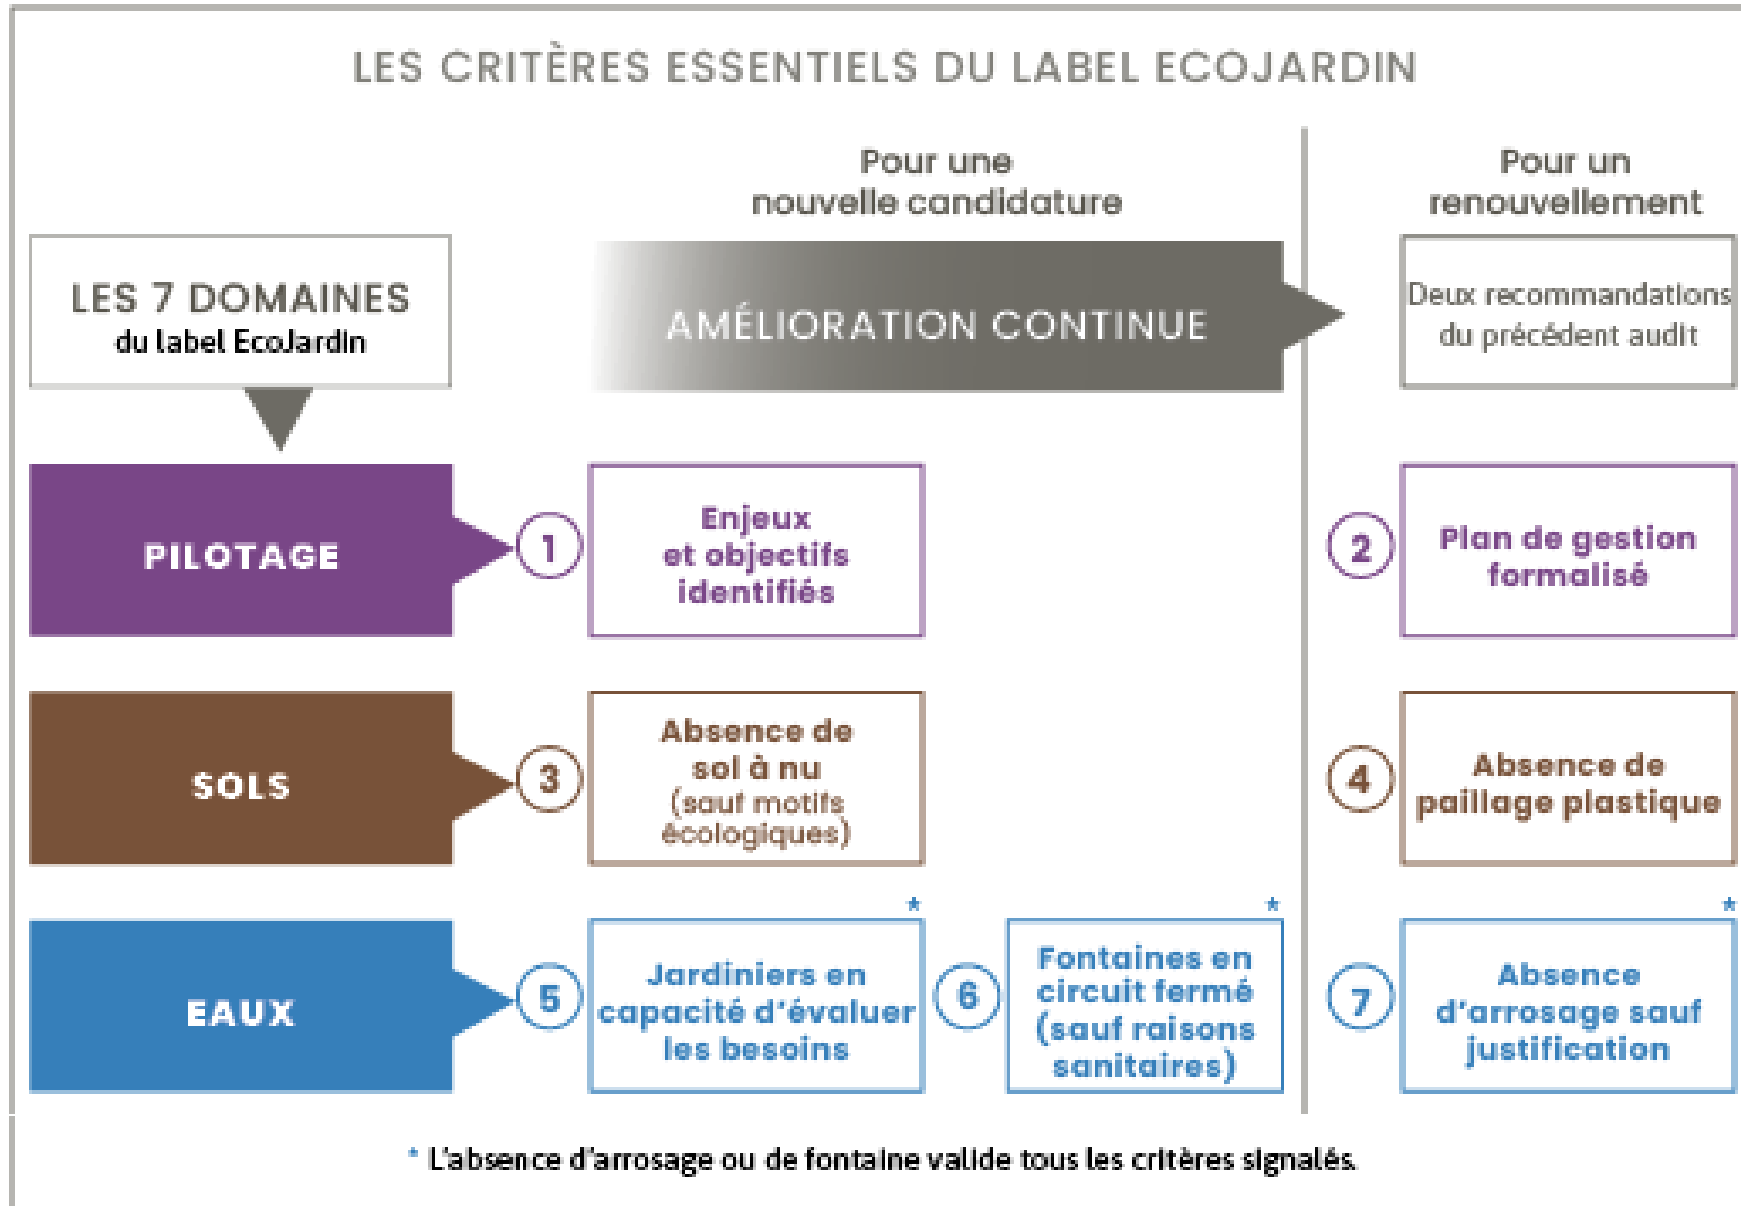 LES CRITÈRES ESSENTIELS DU LABEL ECOJARDIN
Pour une
nouvelle candidature
Pour un
renouvellement
LES 7 DOMAINES
du label EcoJardin
AMÉLIORATION CONTINUE
Deux recommandations
du précédent audit
PILOTAGE
1
Enjeux
et objectifs
identifiés
2
Plan de gestion
formalisé
SOLS
3
Absence de
sol à nu
(sauf motifs
écologiques)
4
Absence de
paillage plastique
EAUX
5
*
Jardiniers en
capacité d'évaluer
les besoins
6
*
Fontaines en
circuit fermé
(sauf raisons
sanitaires)
7
*
Absence
d'arrosage sauf
justification
* L'absence d'arrosage ou de fontaine valide tous les critères signalés.